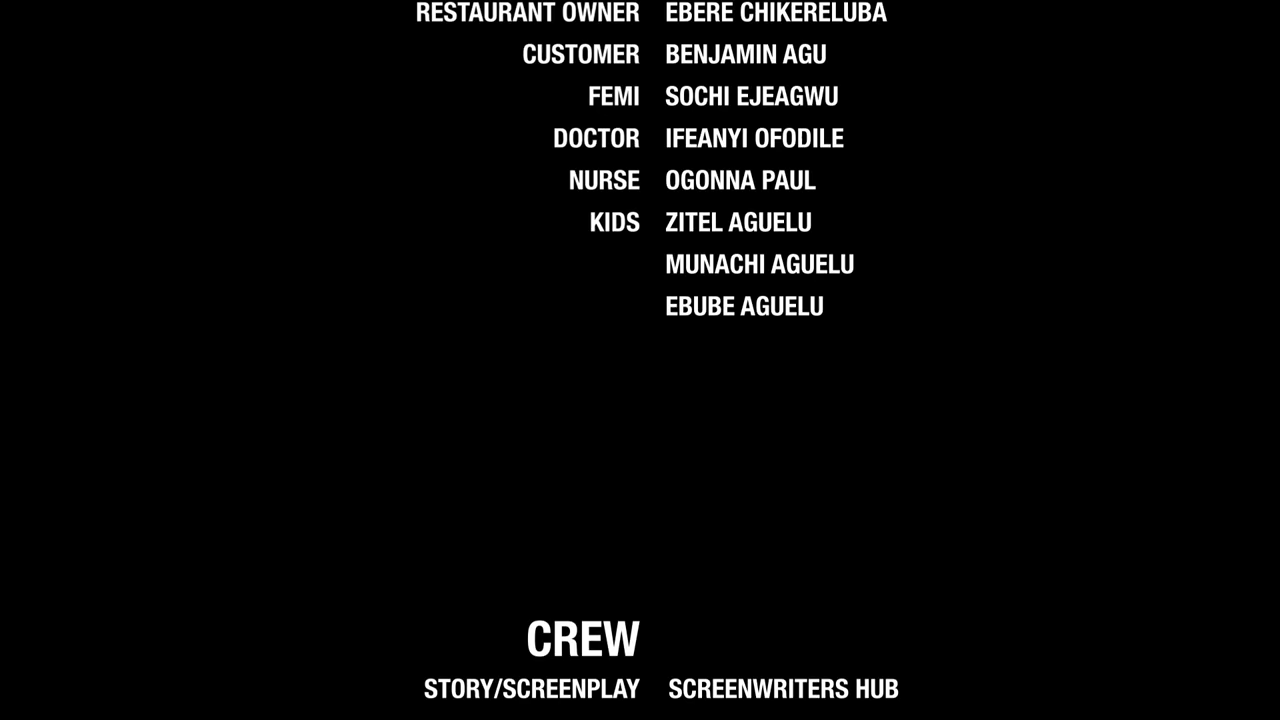 RESTAURANT OWNER EBERE CHIKERELUBA
CUSTOMER BENJAMIN AGU
FEMI SOCHI EJEAGWU
DOCTOR IFEANYI OFODILE
NURSE OGONNA PAUL
KIDS ZITEL AGUELU
MUNACHI AGUELU
EBUBE AGUELU
CREW
STORY/SCREENPLAY SCREENWRITERS HUB